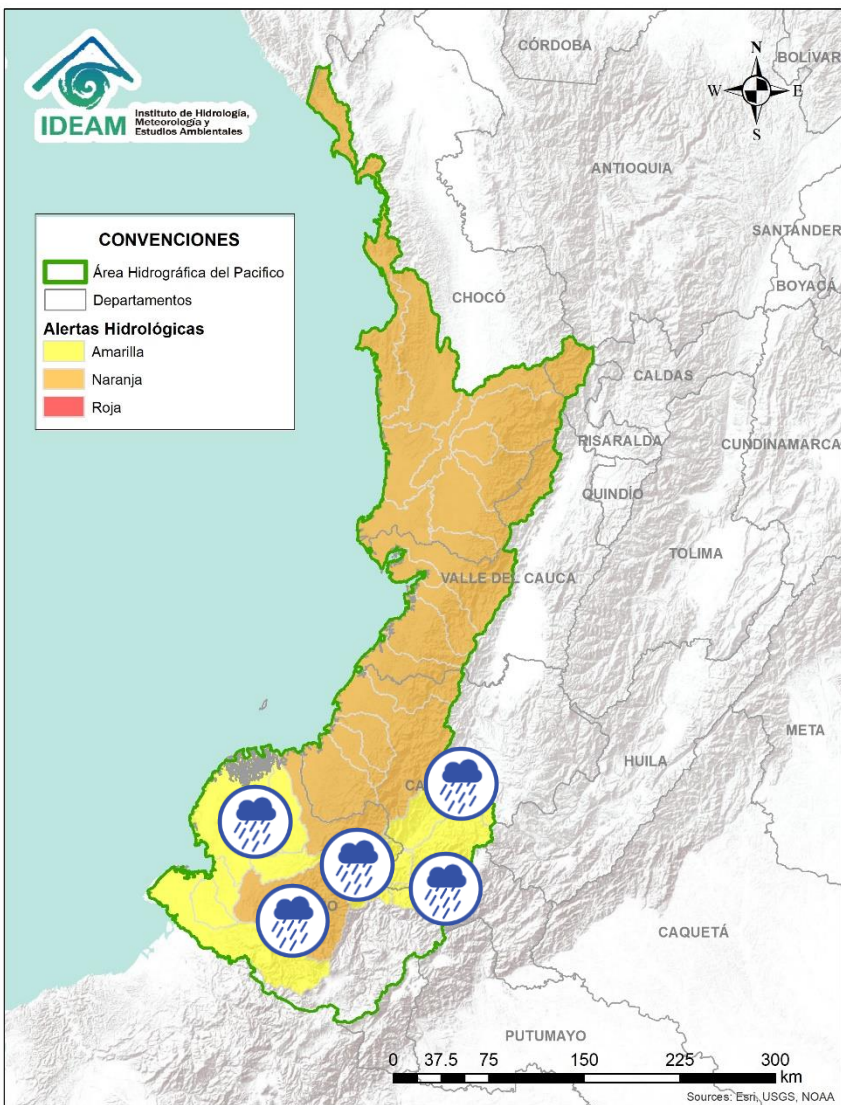 IDEAM
Instituto de Hidrología,
Meteorología y
Estudios Ambientales
N
W
E
S
CÓRDOBA
BOLÍVAR
ANTIOQUIA
SANTANDER
BOYACÁ
CHOCÓ
CALDAS
RISARALDA
CUNDINAMARCA
QUINDÍO
TOLIMA
VALLE DEL CAUCA
META
HUILA
CAQUETÁ
PUTUMAYO
CONVENCIONES
Área Hidrográfica del Pacifico
Departamentos
Alertas Hidrológicas
Amarilla
Naranja
Roja
0 37.5 75 150 225 300
km
Sources: Esri, USGS, NOAA